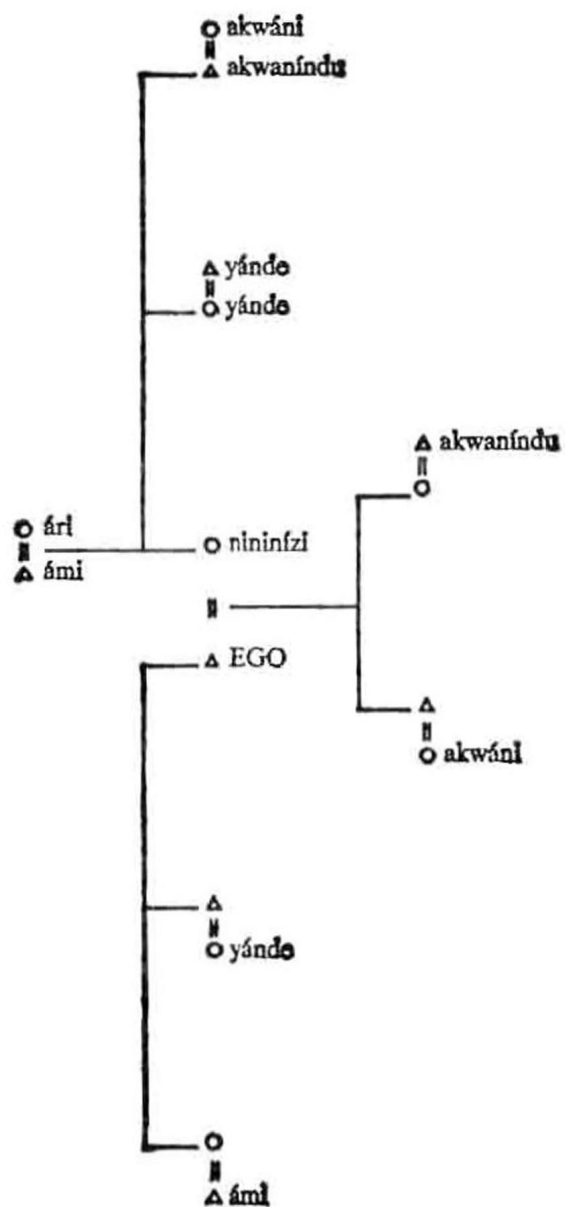 akwáni
akwaníndu
yánde
yánde
akwaníndu
ári
nininízi
ámi
EGO
akwáni
yánde
ámi